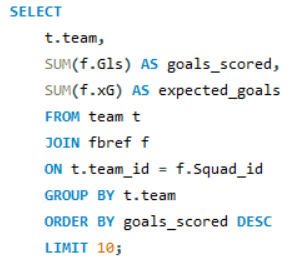 SELECT
t.team,
SUM(f.Gls) AS goals_scored,
SUM(f.xG) AS expected_goals
FROM team t
JOIN fbref f
ON t.team_id = f.Squad_id
GROUP BY t.team
ORDER BY goals_scored DESC
LIMIT 10;